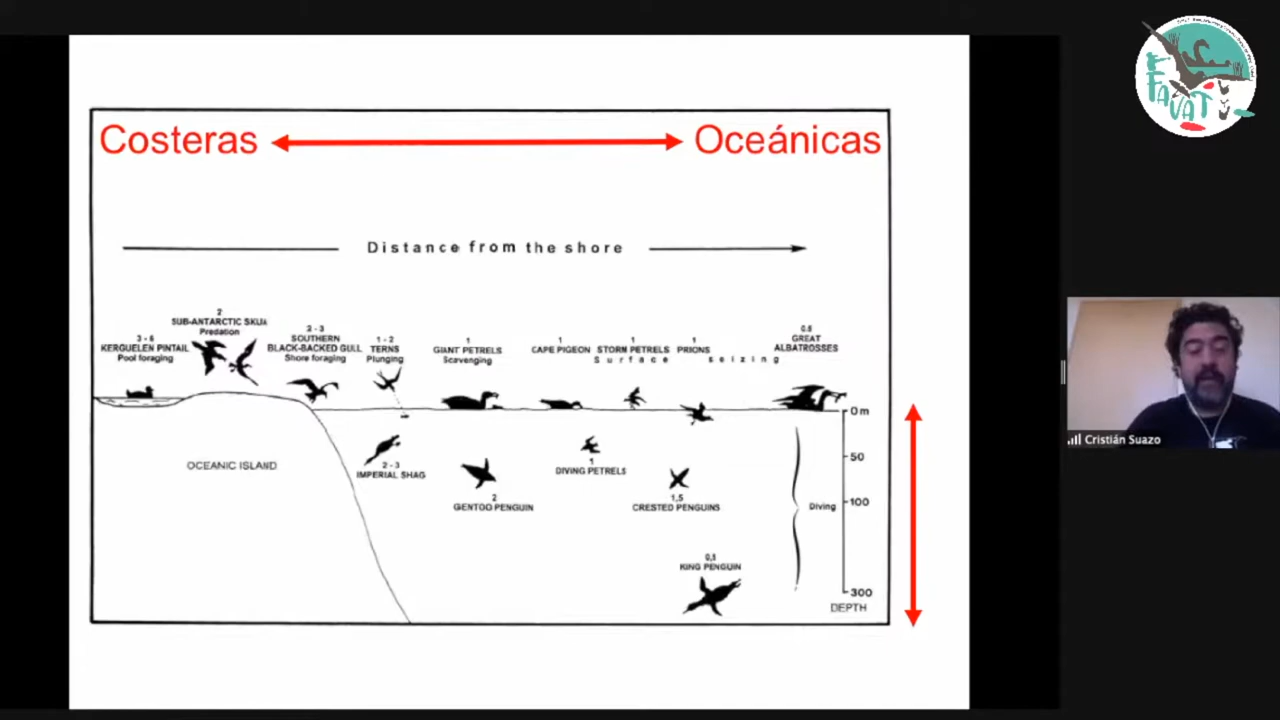 Costeras
Oceánicas
Distance from the shore
3 - 6
KERGUELEN PINTAIL
Pool foraging
2
SUB-ANTARCTIC SKUA
Predation
2 - 3
SOUTHERN
BLACK-BACKED GULL
Shore foraging
1 - 2
TERNS
Plunging
1
GIANT PETRELS
Scavenging
1
CAPE PIGEON
1
STORM PETRELS
1
PRIONS
Surface seizing
0.8
GREAT
ALBATROSSES
0 m
50
100
300
DEPTH
Diving
OCEANIC ISLAND
2 - 3
IMPERIAL SHAG
2
GENTOO PENGUIN
1
DIVING PETRELS
1,5
CRESTED PENGUINS
KING PENGUIN
FAVAT
Cristián Suazo